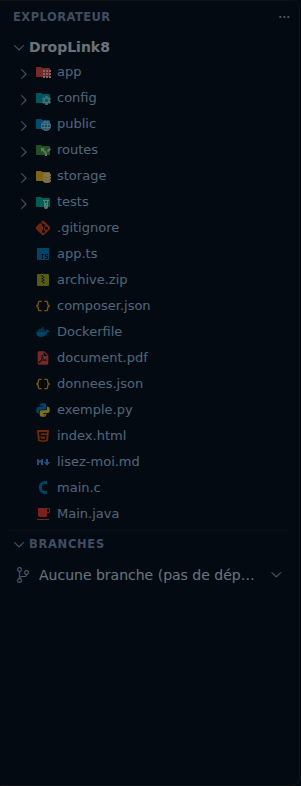 EXPLORATEUR
DropLink8
app
config
public
routes
storage
tests
.gitignore
app.ts
archive.zip
composer.json
Dockerfile
document.pdf
donnees.json
exemple.py
index.html
lisez-moi.md
main.c
Main.java
BRANCHES
Aucune branche (pas de dép...